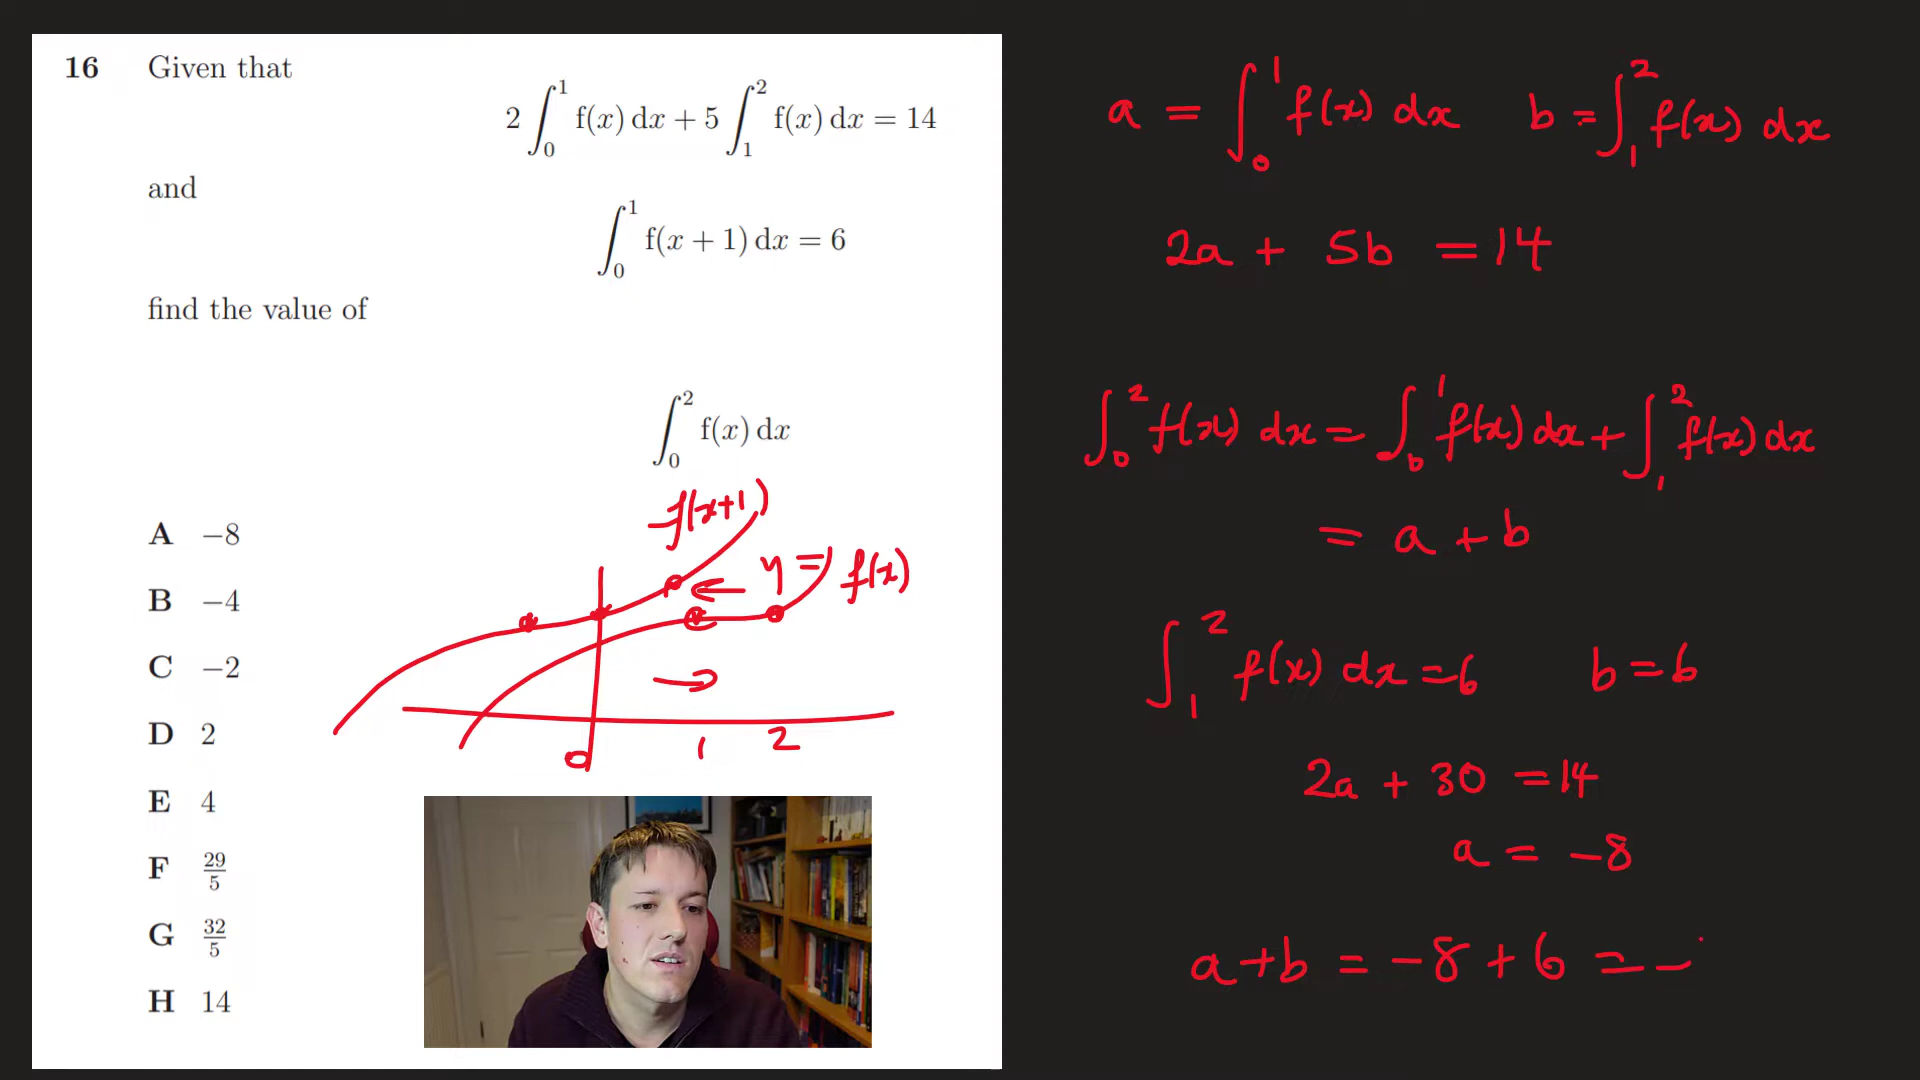 16 Given that
2∫₀¹ f(x) dx + 5∫₁² f(x) dx = 14
and
∫₀¹ f(x + 1) dx = 6
find the value of
∫₀² f(x) dx
A −8
B −4
C −2
D 2
E 4
F 29/5
G 32/5
H 14
f(x+1)
y = f(x)
0 1 2
a = ∫₀¹ f(x) dx b = ∫₁² f(x) dx
2a + 5b = 14
∫₀² f(x) dx = ∫₀¹ f(x) dx + ∫₁² f(x) dx
= a + b
∫₁² f(x) dx = 6 b = 6
2a + 30 = 14
a = −8
a + b = −8 + 6 = −